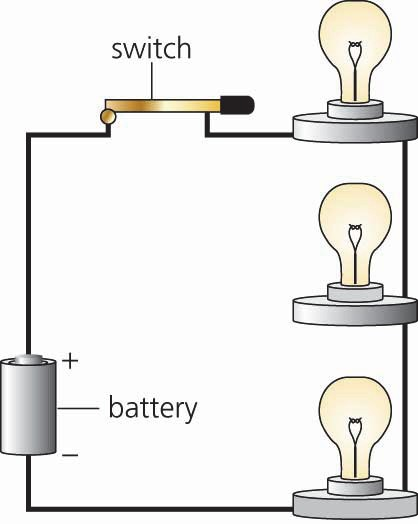 switch
+
battery
−